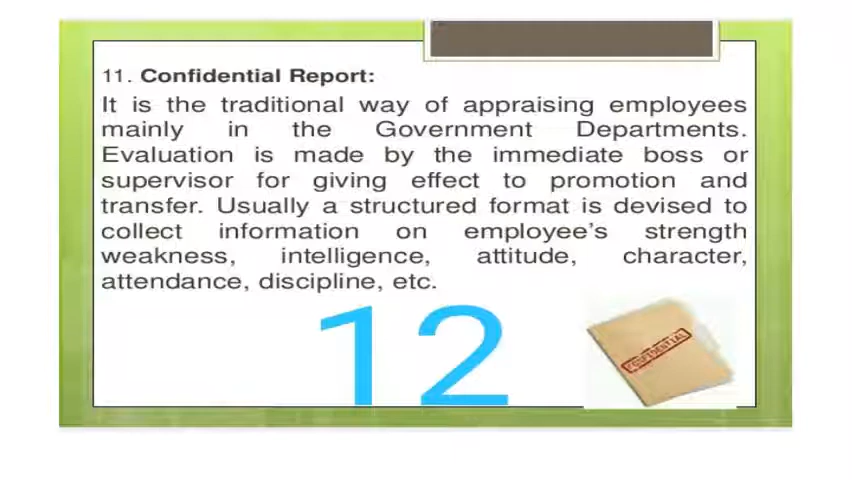 11. Confidential Report:
It is the traditional way of appraising employees
mainly in the Government Departments.
Evaluation is made by the immediate boss or
supervisor for giving effect to promotion and
transfer. Usually a structured format is devised to
collect information on employee’s strength
weakness, intelligence, attitude, character,
attendance, discipline, etc.
12
CONFIDENTIAL